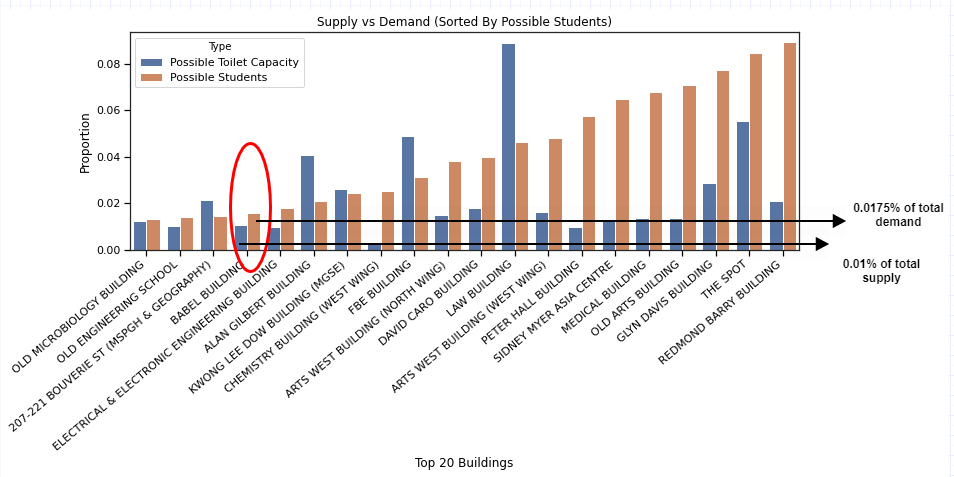 Supply vs Demand (Sorted By Possible Students)
Type
Possible Toilet Capacity
Possible Students
Proportion
0.08
0.06
0.04
0.02
0.00
0.0175% of total
demand
0.01% of total
supply
OLD MICROBIOLOGY BUILDING
OLD ENGINEERING SCHOOL
207-221 BOUVERIE ST (MSPGH & GEOGRAPHY)
BABEL BUILDING
ELECTRICAL & ELECTRONIC ENGINEERING BUILDING
ALAN GILBERT BUILDING
KWONG LEE DOW BUILDING (MGSE)
CHEMISTRY BUILDING (WEST WING)
FBE BUILDING
ARTS WEST BUILDING (NORTH WING)
DAVID CARO BUILDING
LAW BUILDING
ARTS WEST BUILDING (WEST WING)
PETER HALL BUILDING
SIDNEY MYER ASIA CENTRE
MEDICAL BUILDING
OLD ARTS BUILDING
GLYN DAVIS BUILDING
THE SPOT
REDMOND BARRY BUILDING
Top 20 Buildings